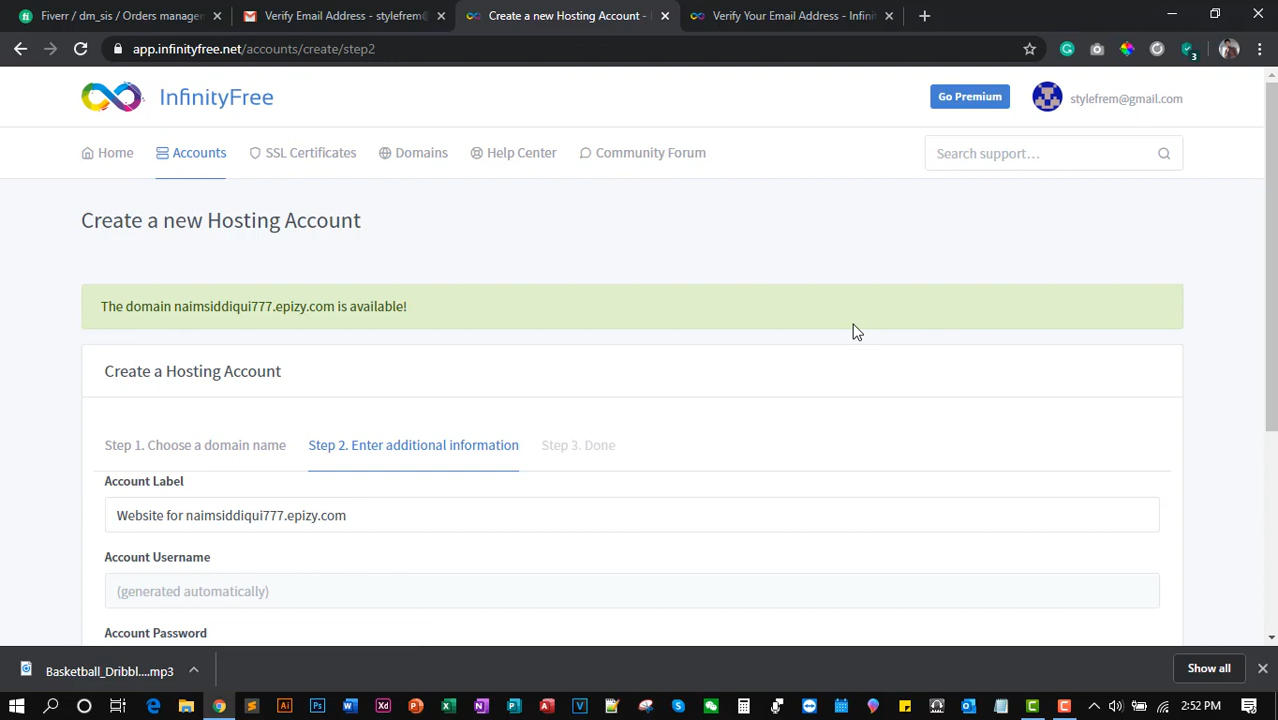 Fiverr / dm_sis / Orders managem
Verify Email Address - stylefrem@
Create a new Hosting Account -
Verify Your Email Address - Infinit
app.infinityfree.net/accounts/create/step2
3
InfinityFree
Go Premium
stylefrem@gmail.com
Home
Accounts
SSL Certificates
Domains
Help Center
Community Forum
Search support...
Create a new Hosting Account
The domain naimsiddiqui777.epizy.com is available!
Create a Hosting Account
Step 1. Choose a domain name
Step 2. Enter additional information
Step 3. Done
Account Label
Website for naimsiddiqui777.epizy.com
Account Username
(generated automatically)
Account Password
Basketball_Dribbl....mp3
Show all
2:52 PM